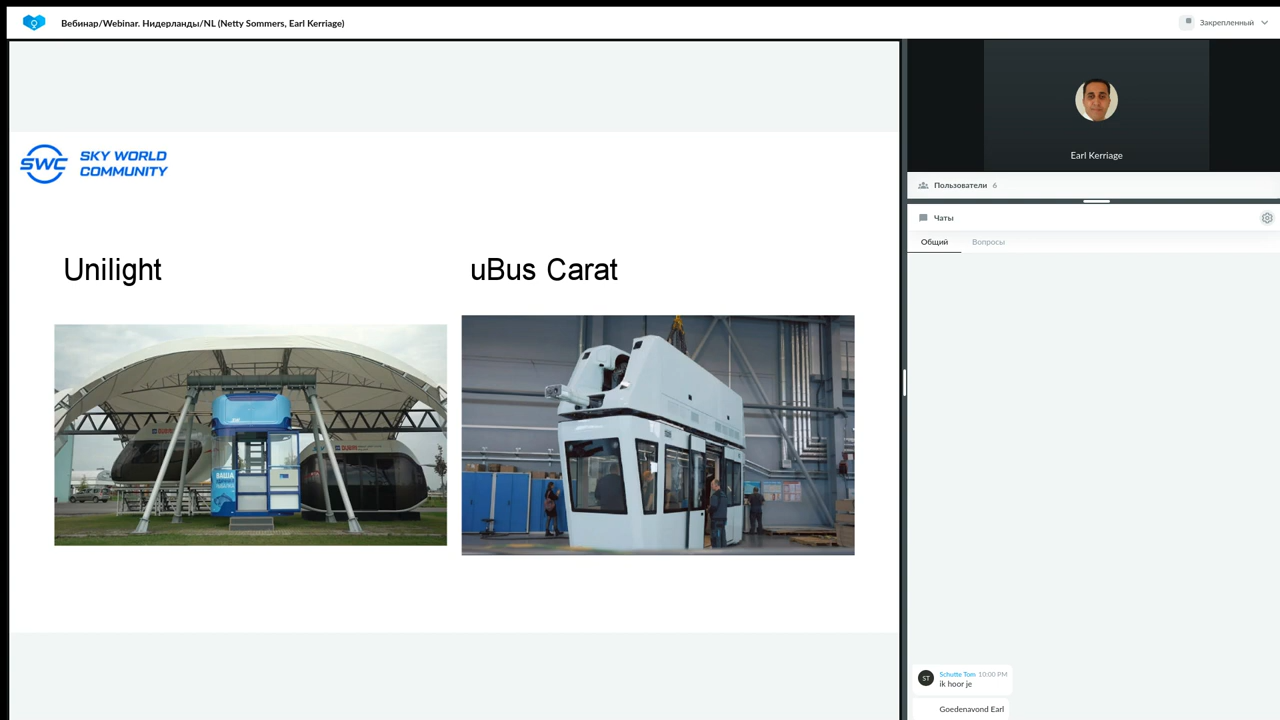 Вебинар/Webinar. Нидерланды/NL (Netty Sommers, Earl Kerriage)
Закрепленный
SWC
SKY WORLD
COMMUNITY
Unilight
uBus Carat
ВАША
Earl Kerriage
Пользователи 6
Чаты
Общий
Вопросы
ST
Schutte Tom 10:00 PM
ik hoor je
Goedenavond Earl